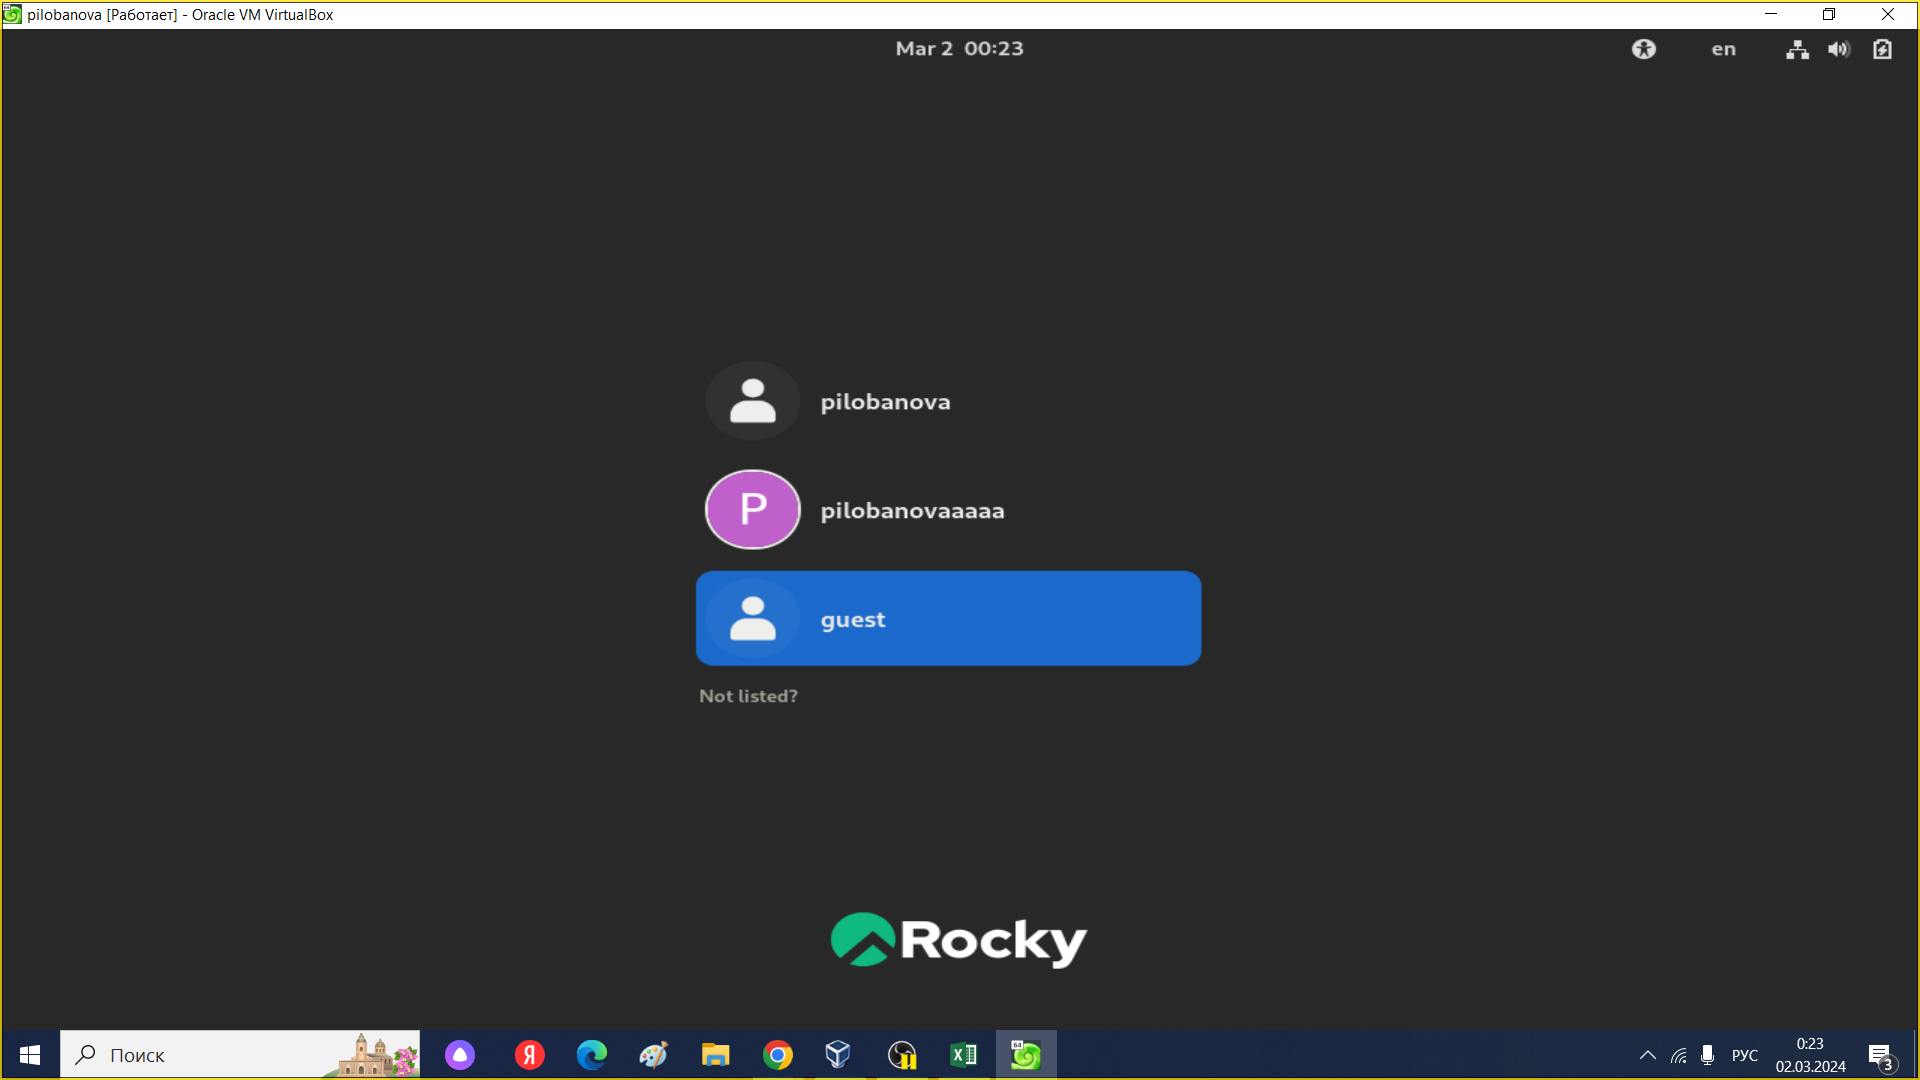 pilobanova [Работает] - Oracle VM VirtualBox
Mar 2 00:23
en
pilobanova
P
pilobanovaaaaa
guest
Not listed?
Rocky
Поиск
Я
64
РУС
0:23
02.03.2024
3